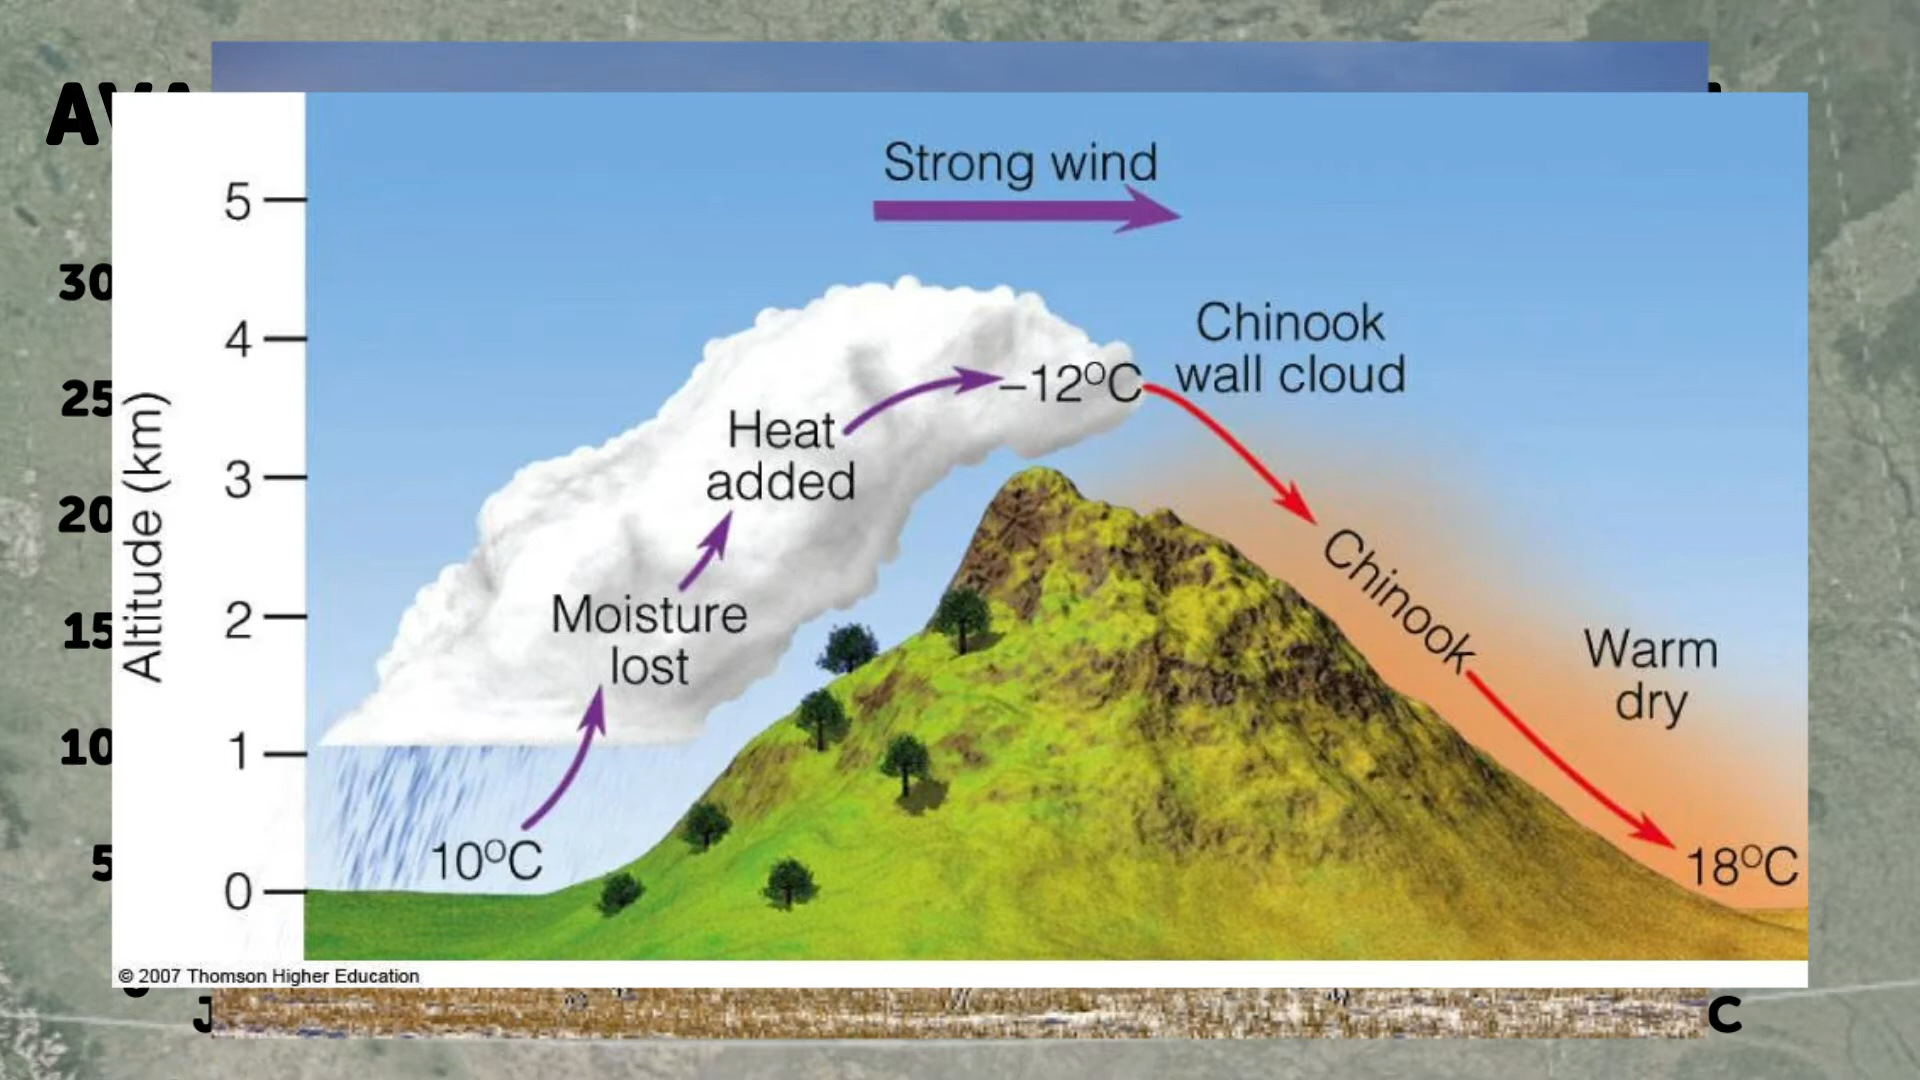 Strong wind
5
30
4
Chinook
wall cloud
–12°C
25
Heat
added
3
Altitude (km)
20
Chinook
2
15
Moisture
lost
Warm
dry
1
10
10°C
18°C
5
0
© 2007 Thomson Higher Education
J
C